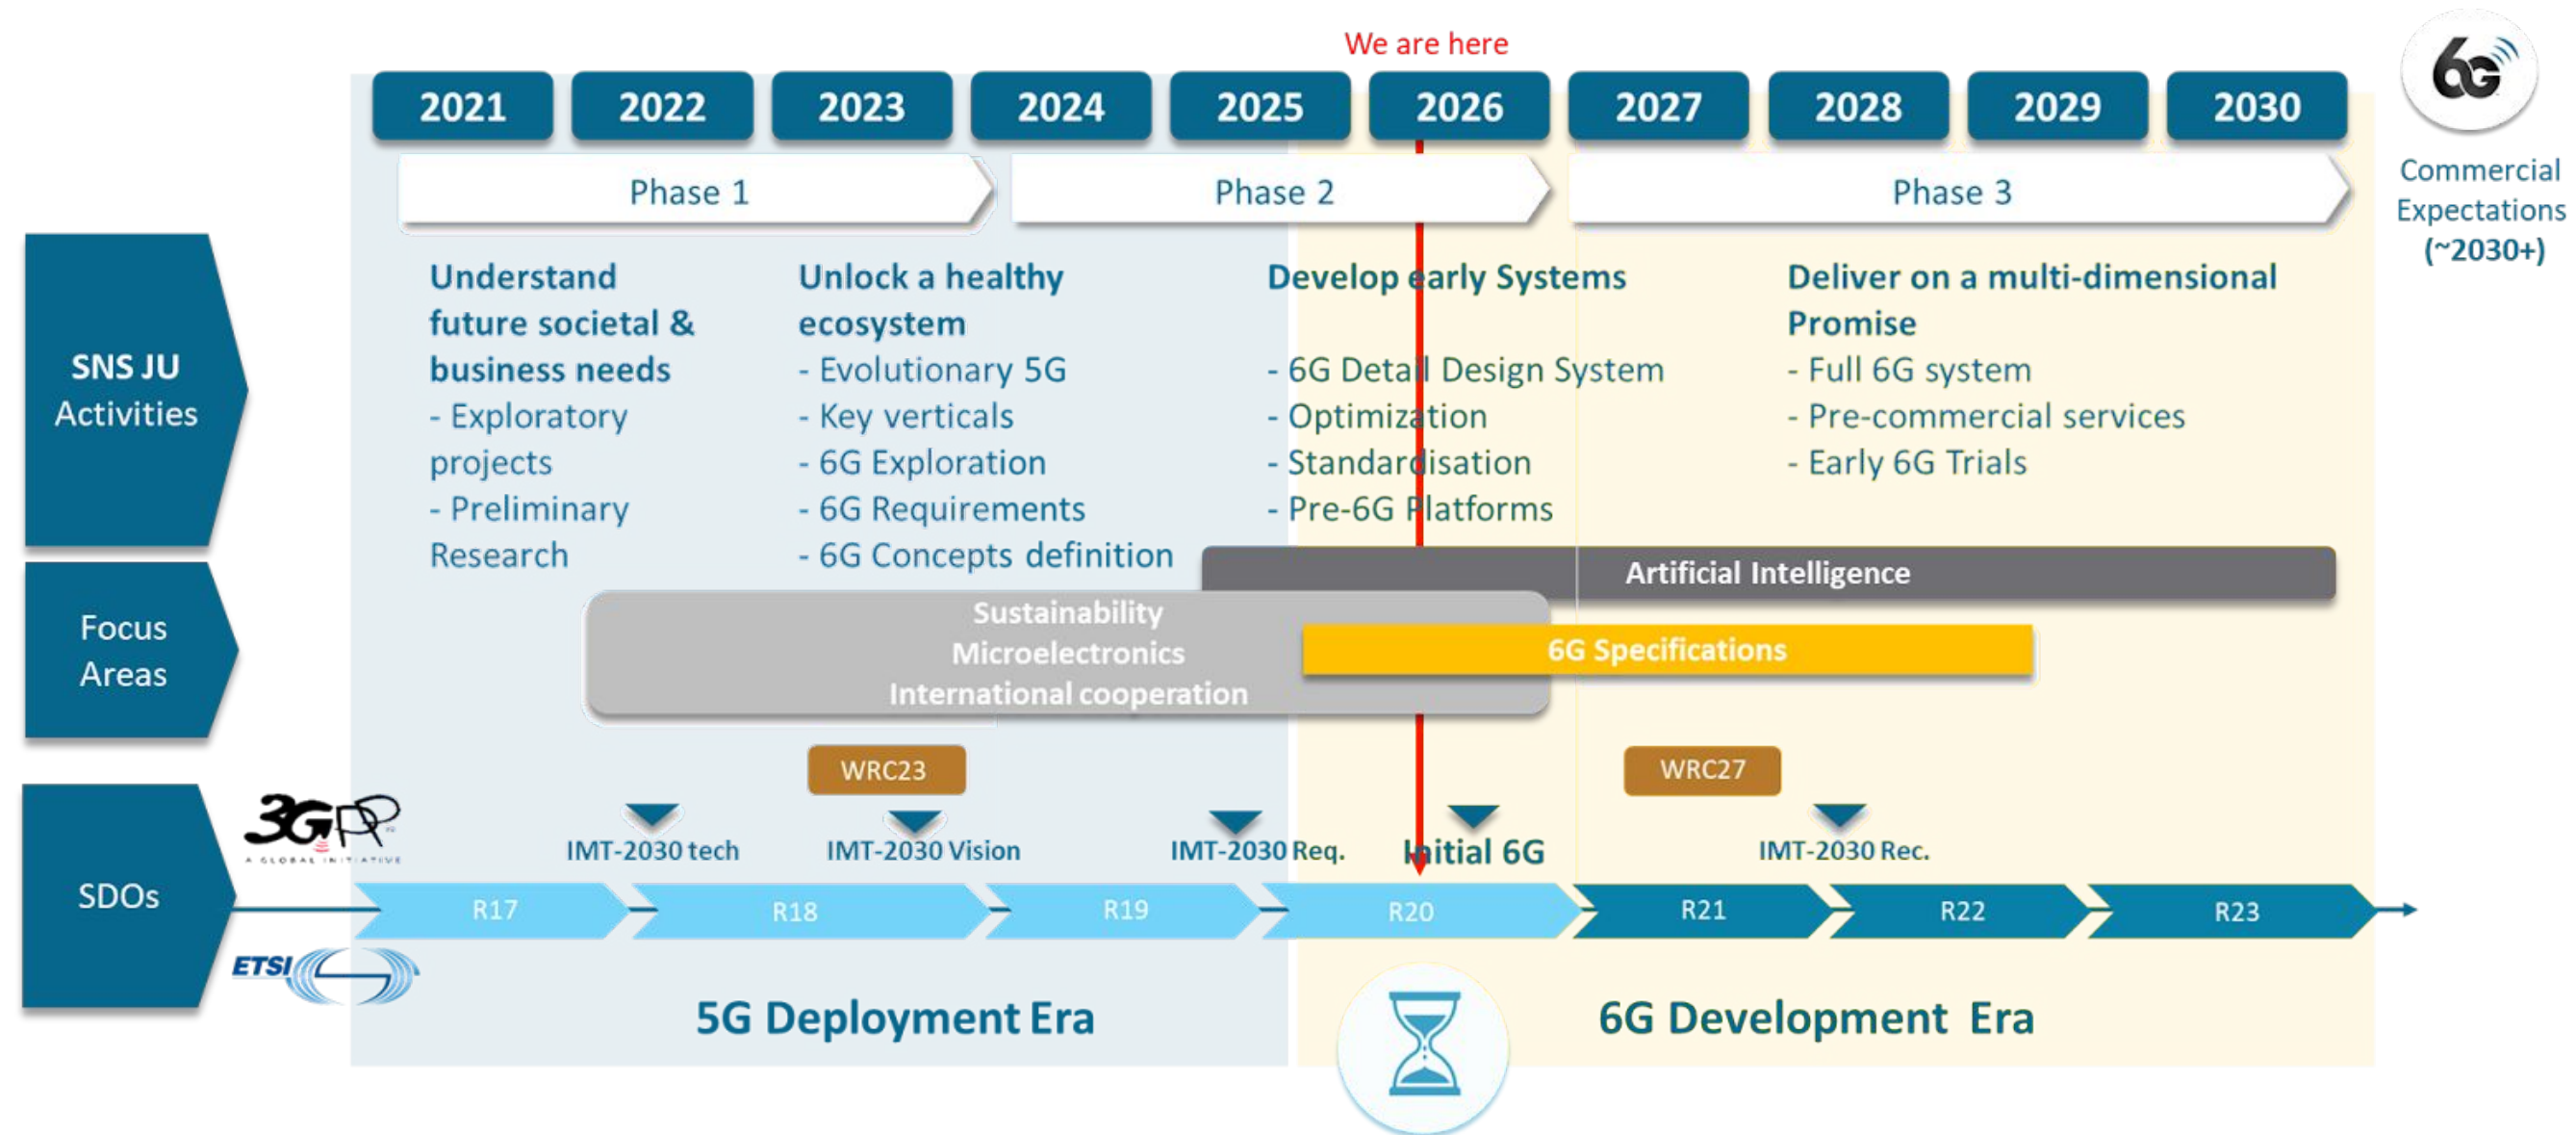 We are here
2021
2022
2023
2024
2025
2026
2027
2028
2029
2030
6G
Commercial
Expectations
(~2030+)
Phase 1
Phase 2
Phase 3
SNS JU
Activities
Understand
future societal &
business needs
- Exploratory
projects
- Preliminary
Research
Unlock a healthy
ecosystem
- Evolutionary 5G
- Key verticals
- 6G Exploration
- 6G Requirements
- 6G Concepts definition
Develop early Systems
- 6G Detail Design System
- Optimization
- Standardisation
- Pre-6G Platforms
Deliver on a multi-dimensional
Promise
- Full 6G system
- Pre-commercial services
- Early 6G Trials
Focus
Areas
Artificial Intelligence
Sustainability
Microelectronics
International cooperation
6G Specifications
WRC23
WRC27
SDOs
3GPP
A GLOBAL INITIATIVE
ETSI
IMT-2030 tech
IMT-2030 Vision
IMT-2030 Req.
Initial 6G
IMT-2030 Rec.
R17
R18
R19
R20
R21
R22
R23
5G Deployment Era
6G Development Era